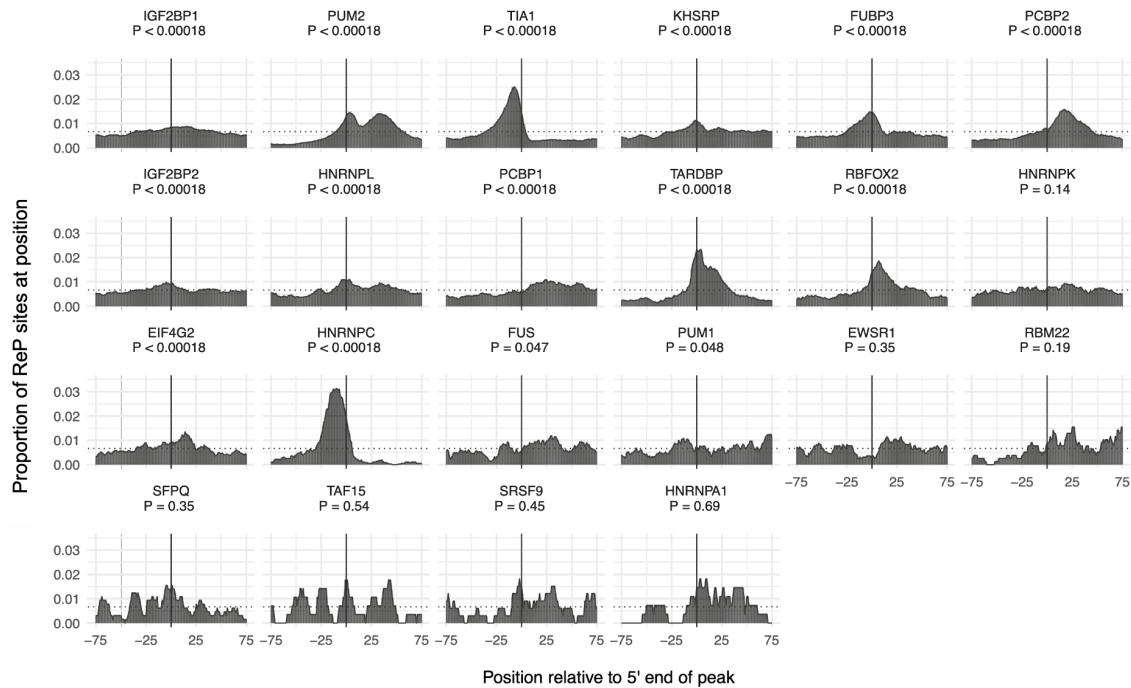 IGF2BP1 PUM2 TIA1 KHSRP FUBP3 PCBP2
P < 0.00018 P < 0.00018 P < 0.00018 P < 0.00018 P < 0.00018 P < 0.00018
0.03
0.02
0.01
0.00
IGF2BP2 HNRNPL PCBP1 TARDBP RBFOX2 HNRNPK
P < 0.00018 P < 0.00018 P < 0.00018 P < 0.00018 P < 0.00018 P = 0.14
0.03
0.02
0.01
0.00
EIF4G2 HNRNPC FUS PUM1 EWSR1 RBM22
P < 0.00018 P < 0.00018 P = 0.047 P = 0.048 P = 0.35 P = 0.19
0.03
0.02
0.01
0.00
−75 −25 25 75 −75 −25 25 75
SFPQ TAF15 SRSF9 HNRNPA1
P = 0.35 P = 0.54 P = 0.45 P = 0.69
0.03
0.02
0.01
0.00
−75 −25 25 75 −75 −25 25 75 −75 −25 25 75 −75 −25 25 75
Position relative to 5' end of peak
Proportion of ReP sites at position